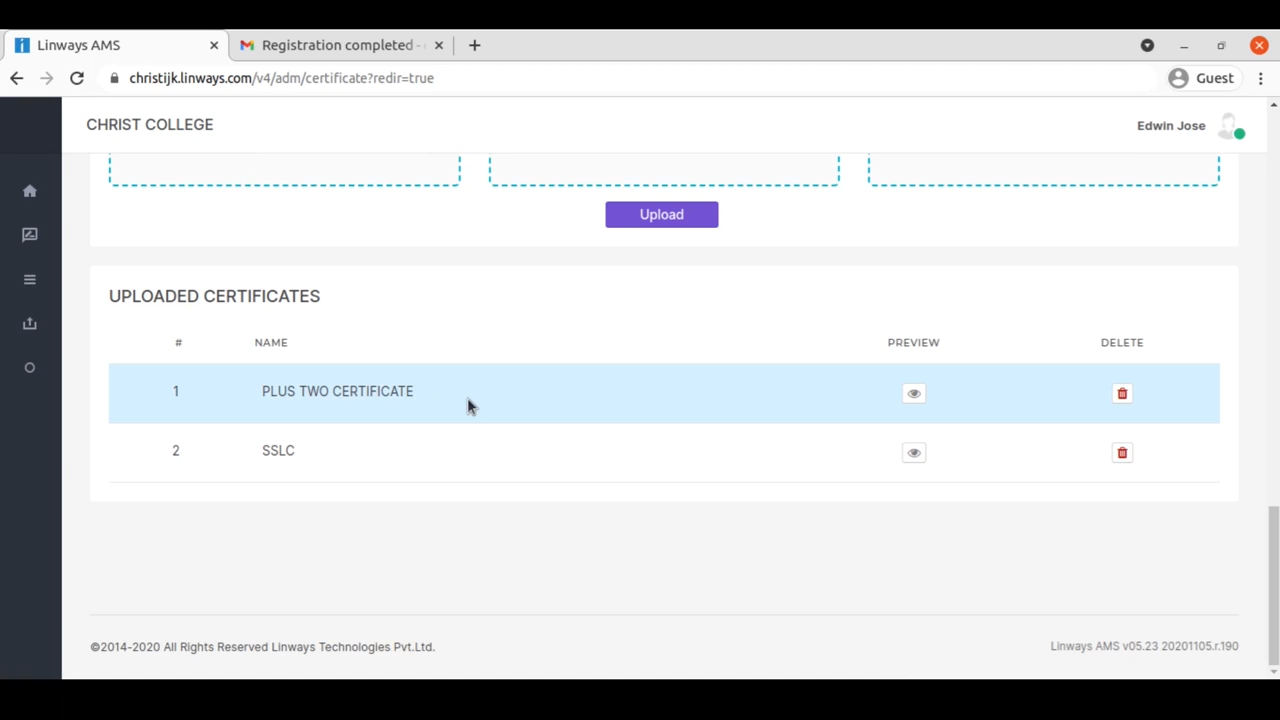 Linways AMS
Registration completed -
christijk.linways.com/v4/adm/certificate?redir=true
Guest
CHRIST COLLEGE
Edwin Jose
Upload
UPLOADED CERTIFICATES
# NAME PREVIEW DELETE
1 PLUS TWO CERTIFICATE
2 SSLC
©2014-2020 All Rights Reserved Linways Technologies Pvt.Ltd.
Linways AMS v05.23 20201105.r.190